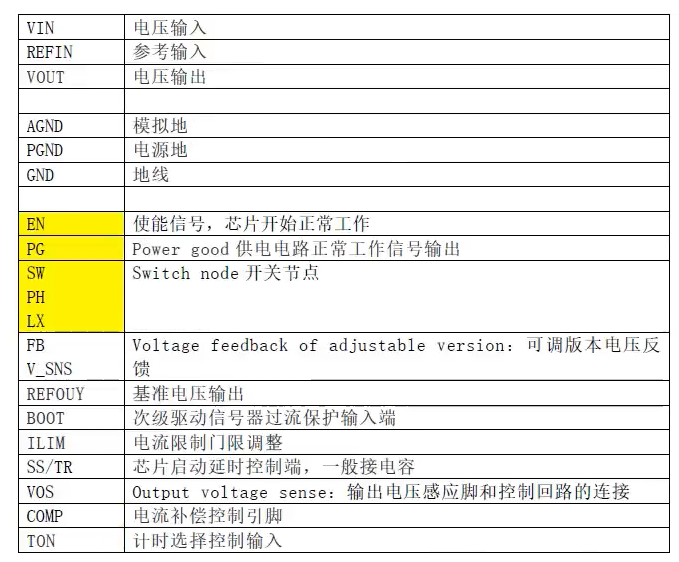 VIN 电压输入
REFIN 参考输入
VOUT 电压输出
AGND 模拟地
PGND 电源地
GND 地线
EN 使能信号，芯片开始正常工作
PG Power good 供电电路正常工作信号输出
SW Switch node 开关节点
PH
LX
FB Voltage feedback of adjustable version：可调版本电压反
V_SNS 馈
REFOUY 基准电压输出
BOOT 次级驱动信号器过流保护输入端
ILIM 电流限制门限调整
SS/TR 芯片启动延时控制端，一般接电容
VOS Output voltage sense：输出电压感应脚和控制回路的连接
COMP 电流补偿控制引脚
TON 计时选择控制输入